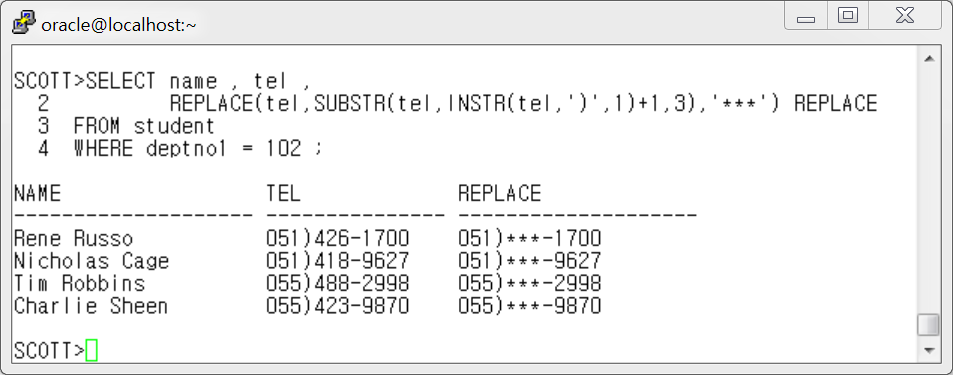 oracle@localhost:~
SCOTT>SELECT name , tel ,
  2          REPLACE(tel,SUBSTR(tel,INSTR(tel,')',1)+1,3),'***') REPLACE
  3  FROM student
  4  WHERE deptno1 = 102 ;
NAME                 TEL             REPLACE
-------------------- --------------- --------------------
Rene Russo           051)426-1700    051)***-1700
Nicholas Cage        051)418-9627    051)***-9627
Tim Robbins          055)488-2998    055)***-2998
Charlie Sheen        055)423-9870    055)***-9870
SCOTT>